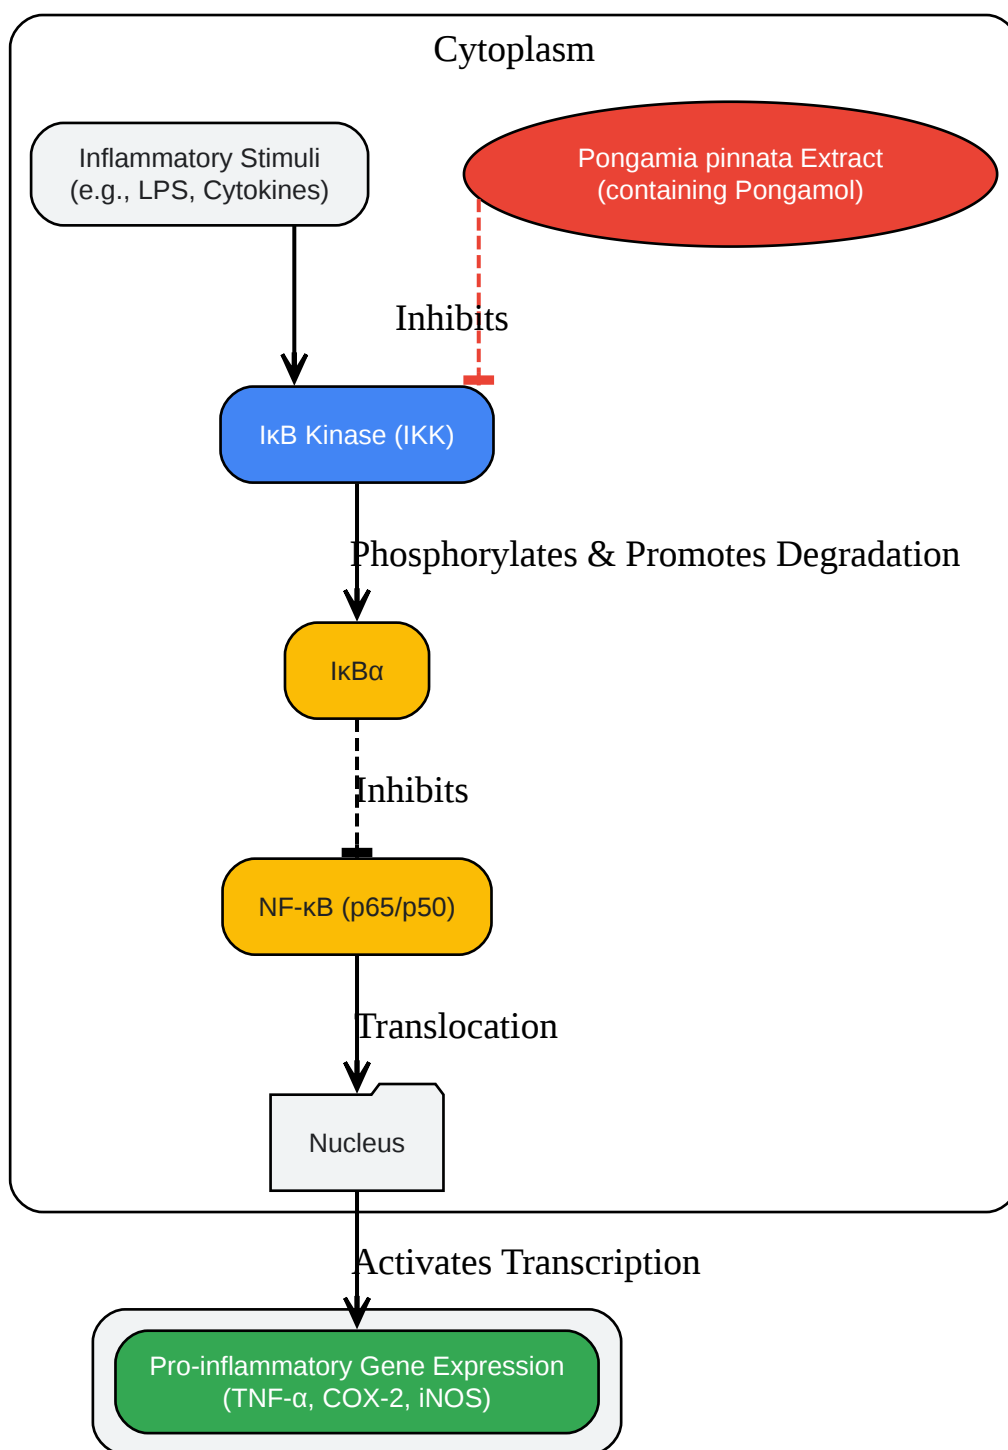 Cytoplasm
Inflammatory Stimuli
(e.g., LPS, Cytokines)
Pongamia pinnata Extract
(containing Pongamol)
Inhibits
IκB Kinase (IKK)
Phosphorylates & Promotes Degradation
IκBα
Inhibits
NF-κB (p65/p50)
Translocation
Nucleus
Activates Transcription
Pro-inflammatory Gene Expression
(TNF-α, COX-2, iNOS)